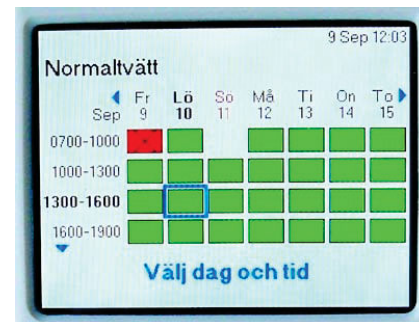 9 Sep 12:03
Normaltvätt
Fr Lö Sö Må Ti On To
Sep 9 10 11 12 13 14 15
0700-1000
1000-1300
1300-1600
1600-1900
Välj dag och tid